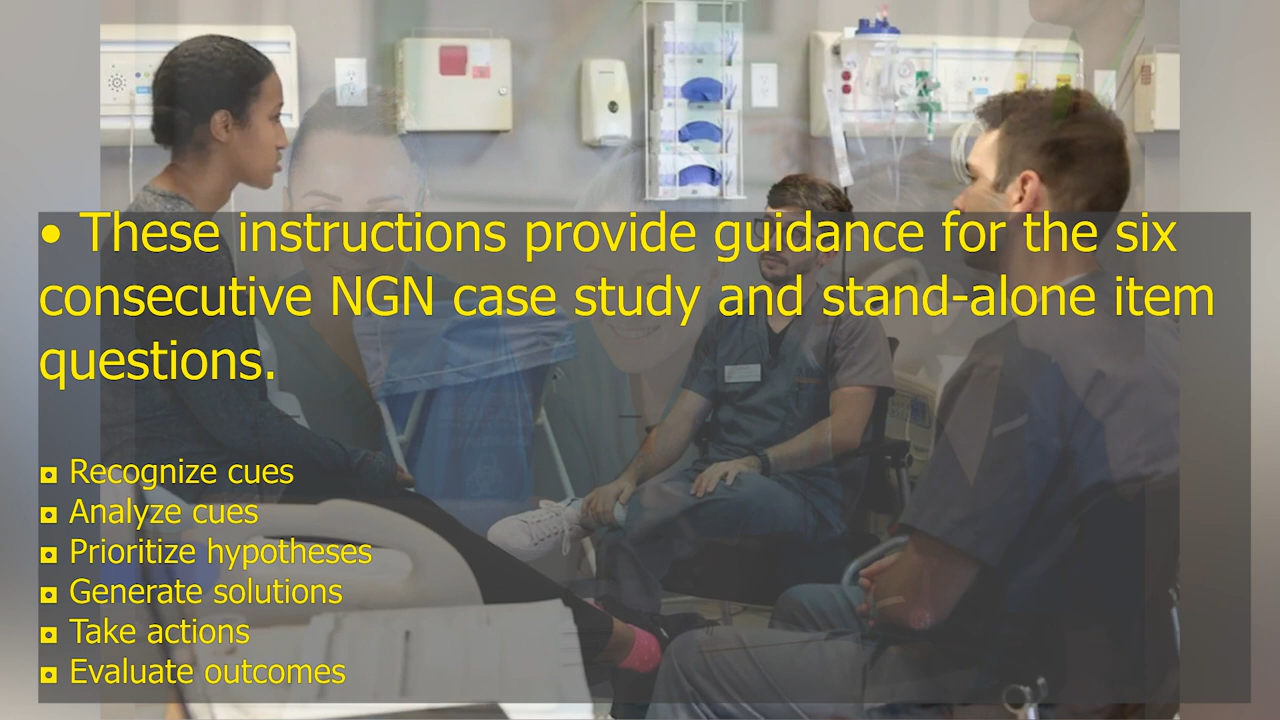 • These instructions provide guidance for the six
consecutive NGN case study and stand-alone item
questions.
◘ Recognize cues
◘ Analyze cues
◘ Prioritize hypotheses
◘ Generate solutions
◘ Take actions
◘ Evaluate outcomes